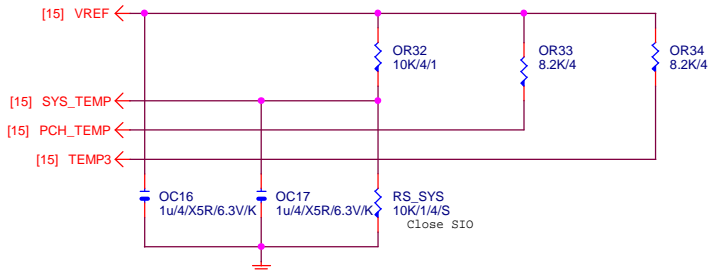 [15] VREF
OR32
10K/4/1
OR33
8.2K/4
OR34
8.2K/4
[15] SYS_TEMP
[15] PCH_TEMP
[15] TEMP3
OC16
1u/4/X5R/6.3V/K
OC17
1u/4/X5R/6.3V/K
RS_SYS
10K/1/4/S
Close SIO